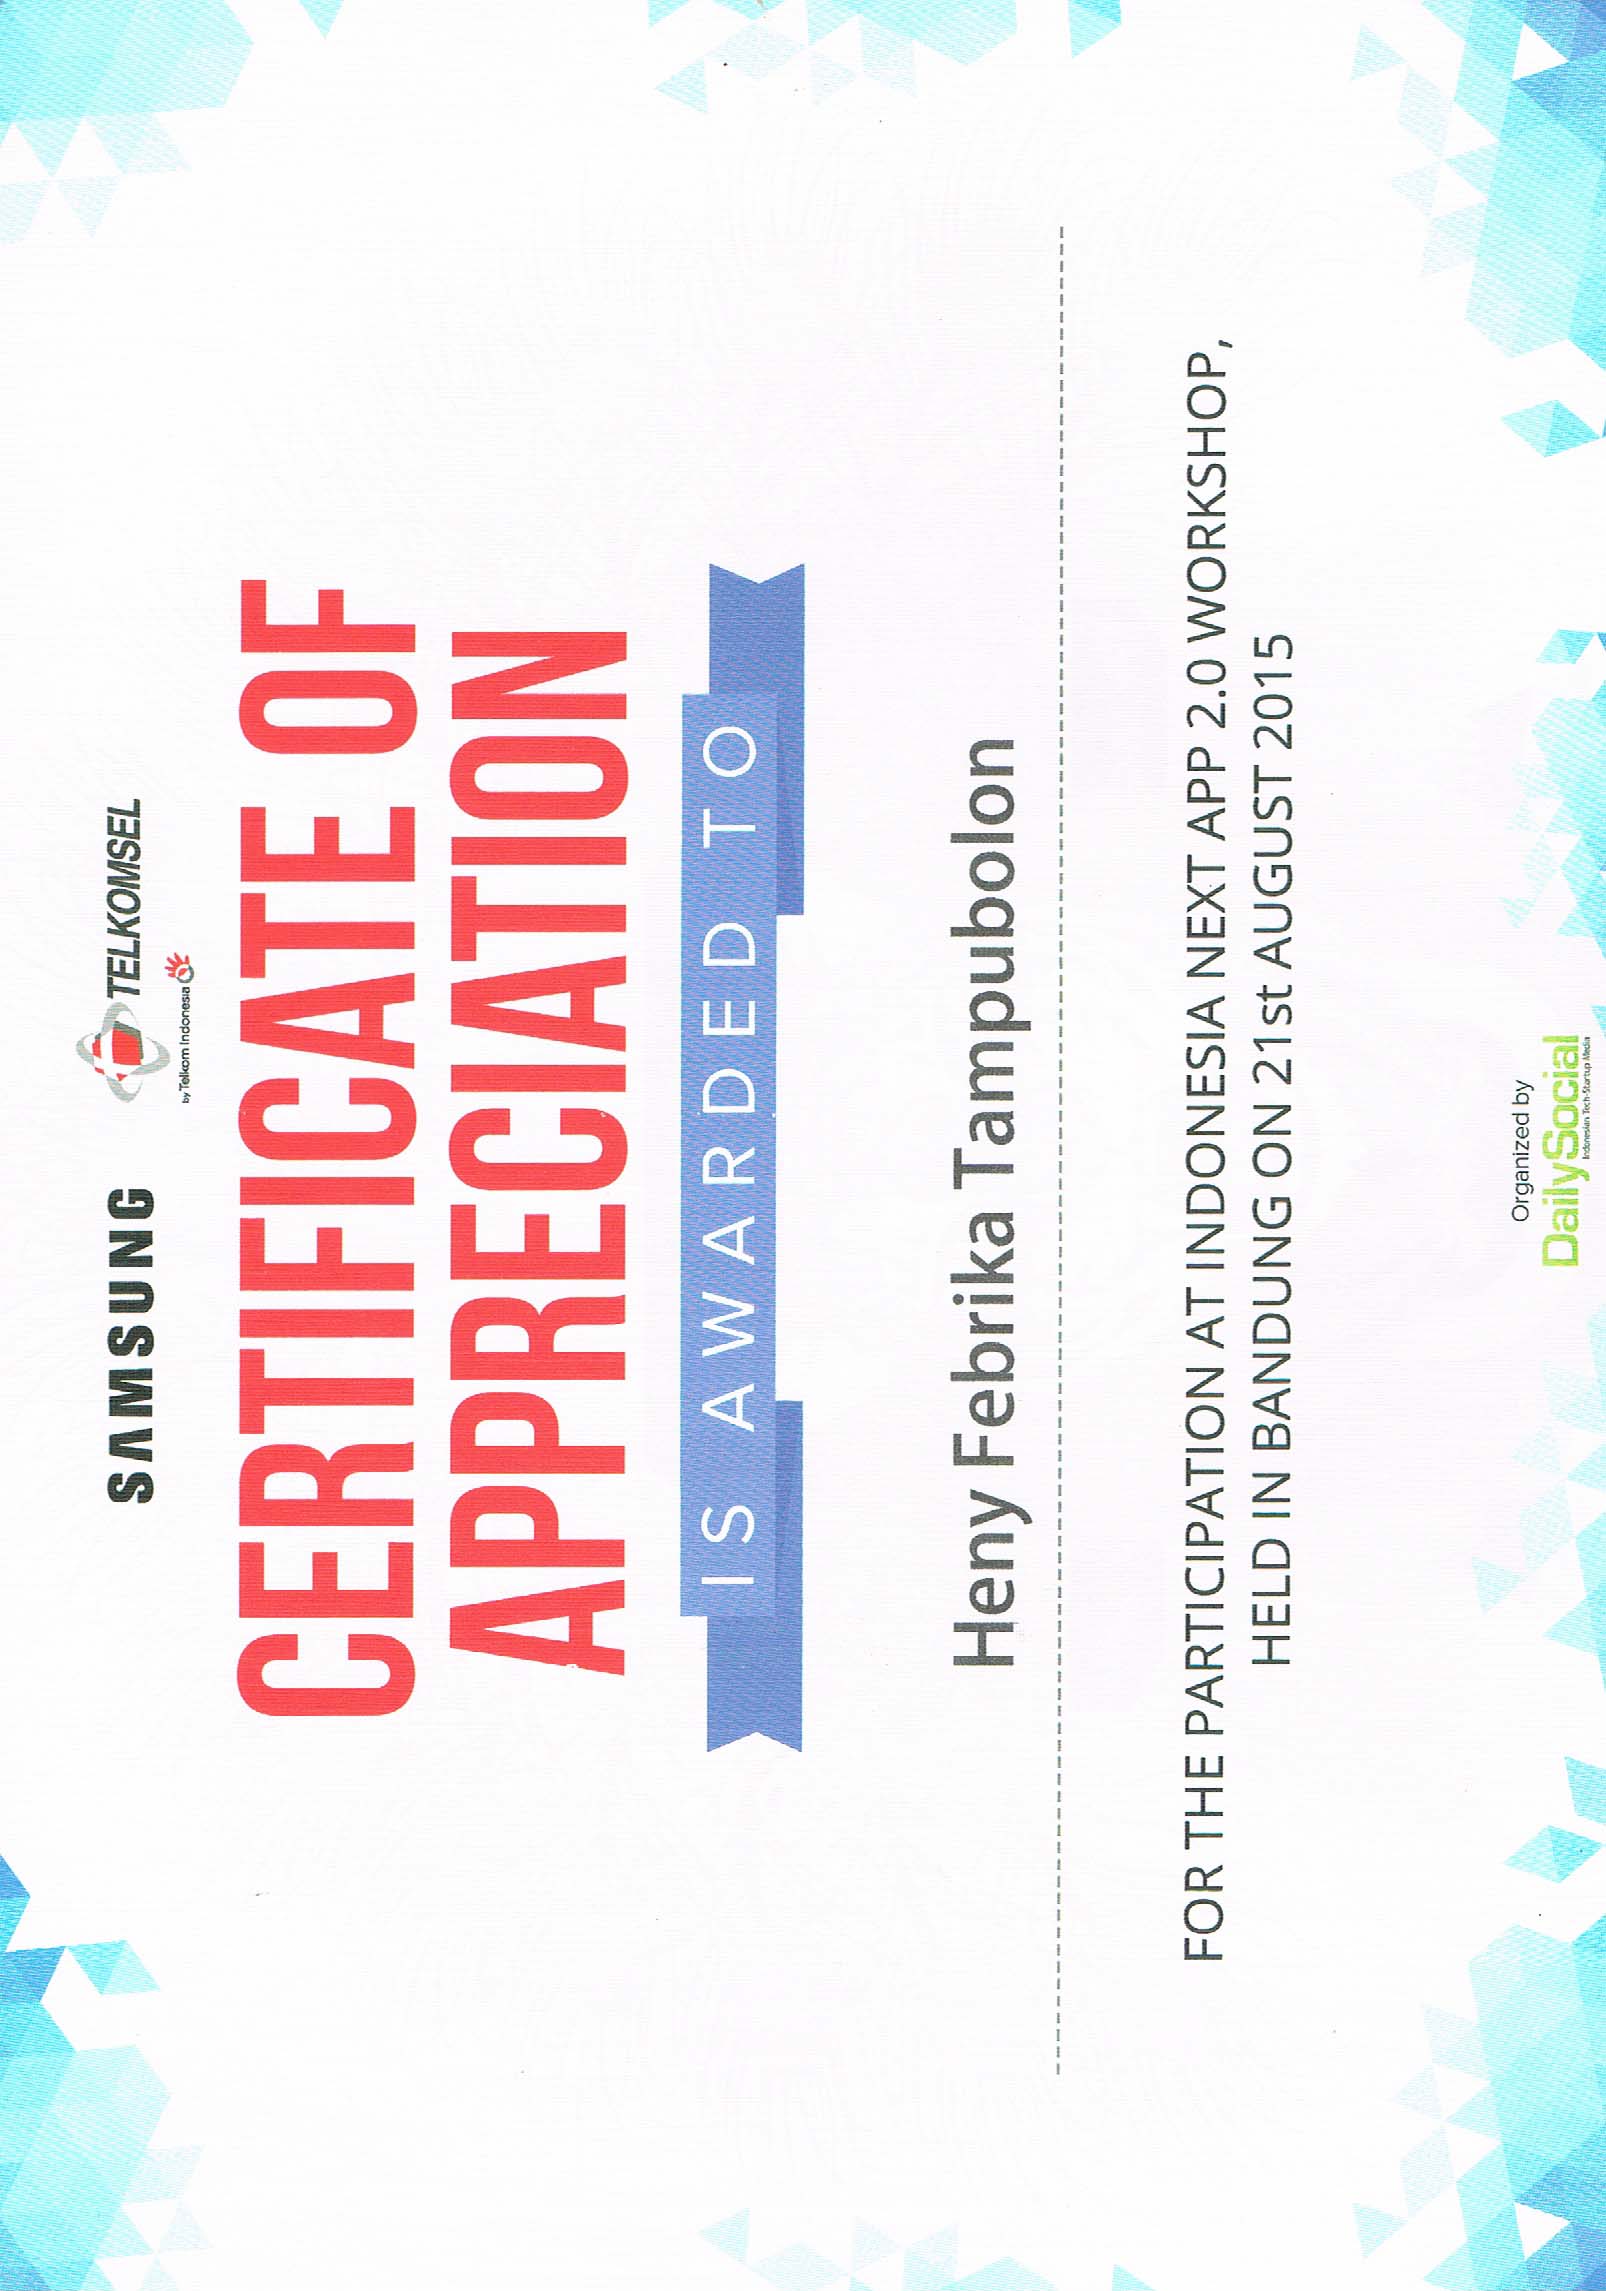 SAMSUNG
TELKOMSEL
by Telkom Indonesia
CERTIFICATE OF
APPRECIATION
IS AWARDED TO
Heny Febrika Tampubolon
FOR THE PARTICIPATION AT INDONESIA NEXT APP 2.0 WORKSHOP,
HELD IN BANDUNG ON 21st AUGUST 2015
Organized by
DailySocial
Indonesian Tech-Startup Media